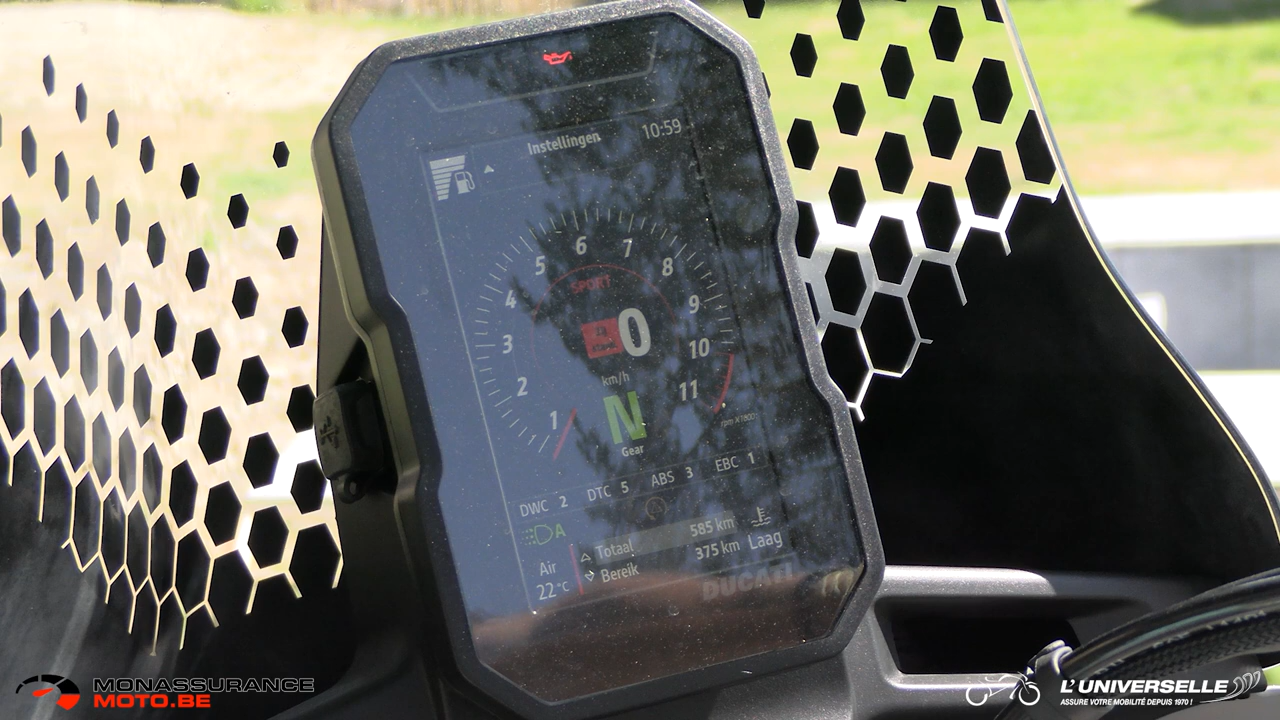 Instellingen 10:59
6 7
5 8
4 9
SPORT
3 0 10
km/h
2 11
1 N
Gear
DWC 2 DTC 5 ABS 3 EBC 1
A
Totaal 585 km
Air Bereik 375 km Laag
22°C
DUCATI
MONASSURANCE
MOTO.BE
L'UNIVERSELLE
ASSURE VOTRE MOBILITÉ DEPUIS 1970 !